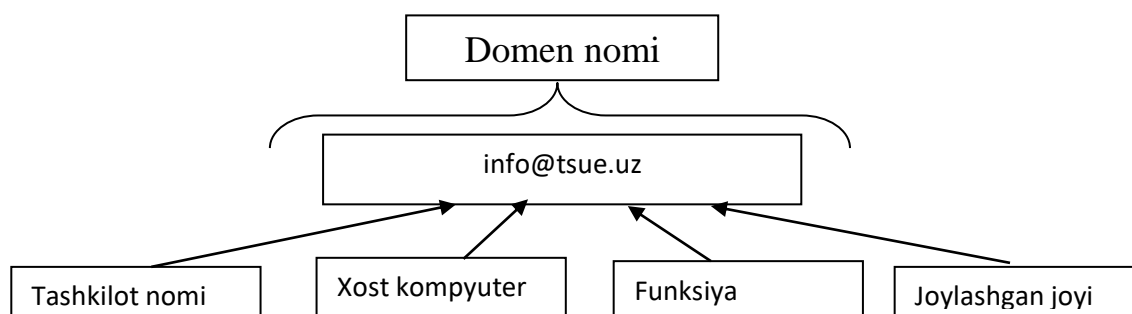 Domen nomi
info@tsue.uz
Tashkilot nomi
Xost kompyuter
Funksiya
Joylashgan joyi